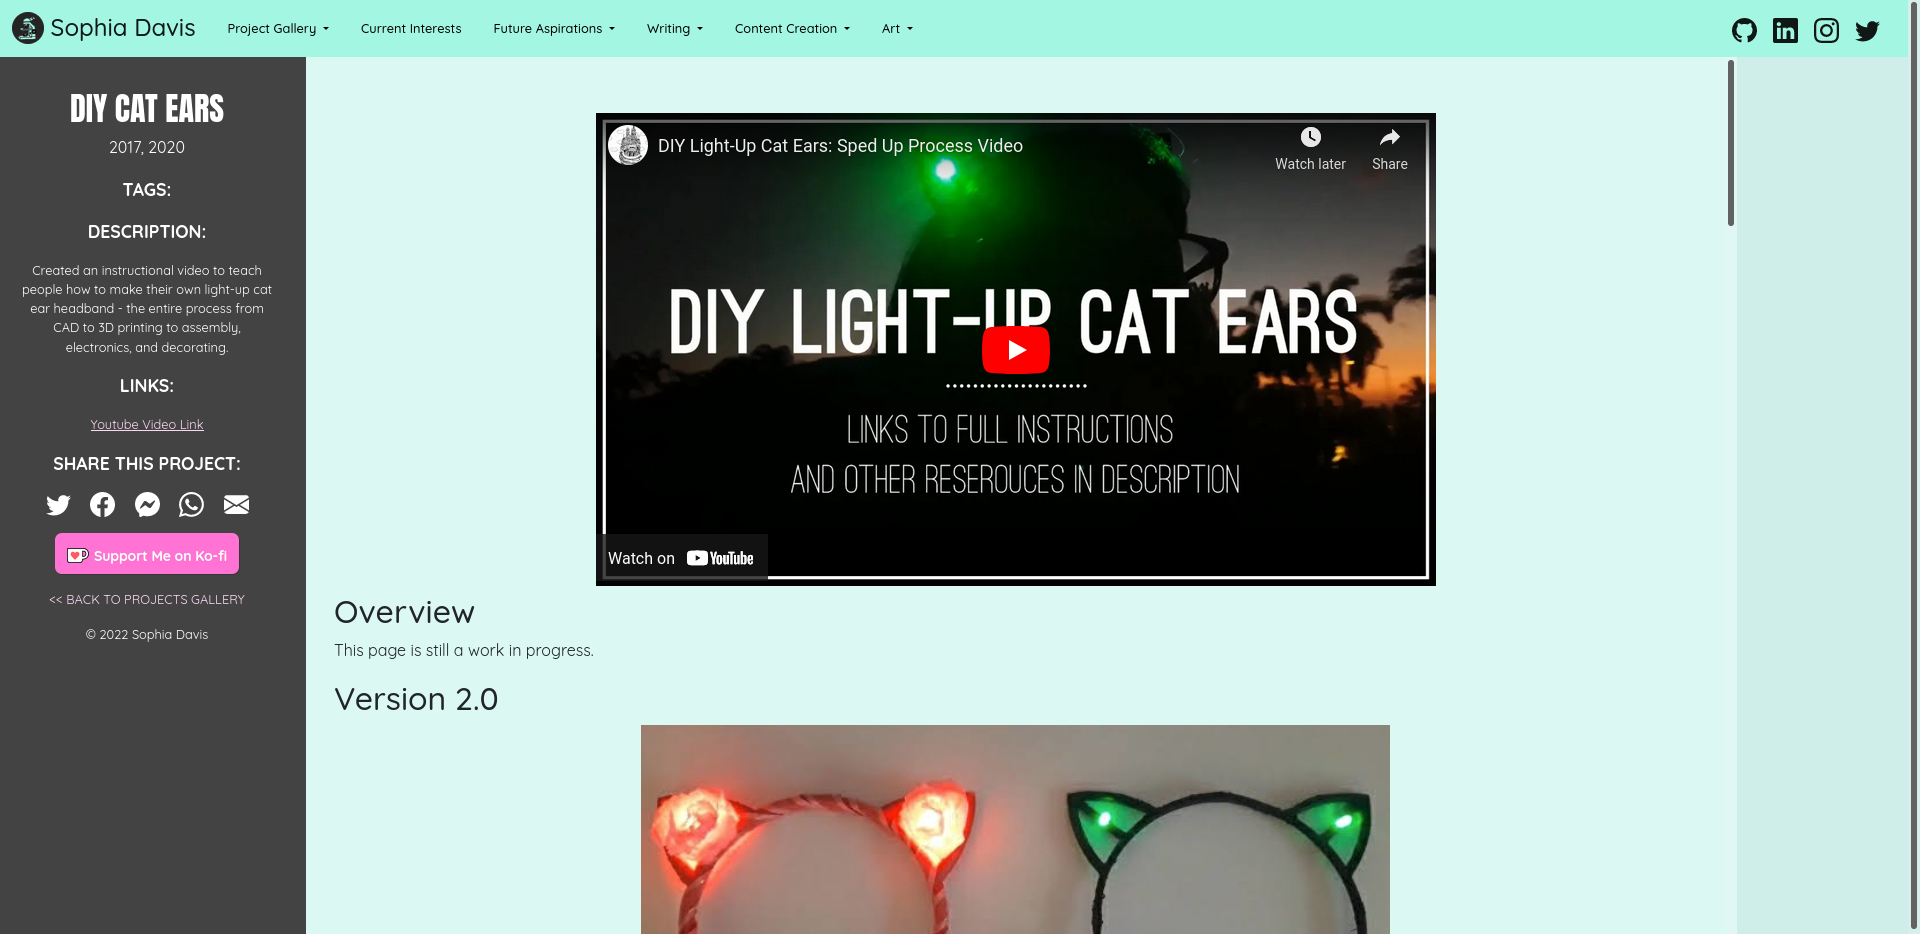 Sophia Davis
Project Gallery
Current Interests
Future Aspirations
Writing
Content Creation
Art
DIY CAT EARS
2017, 2020
TAGS:
DESCRIPTION:
Created an instructional video to teach
people how to make their own light-up cat
ear headband - the entire process from
CAD to 3D printing to assembly,
electronics, and decorating.
LINKS:
Youtube Video Link
SHARE THIS PROJECT:
Support Me on Ko-fi
<< BACK TO PROJECTS GALLERY
© 2022 Sophia Davis
DIY Light-Up Cat Ears: Sped Up Process Video
Watch later
Share
DIY LIGHT-UP CAT EARS
LINKS TO FULL INSTRUCTIONS
AND OTHER RESEROUCES IN DESCRIPTION
Watch on YouTube
Overview
This page is still a work in progress.
Version 2.0